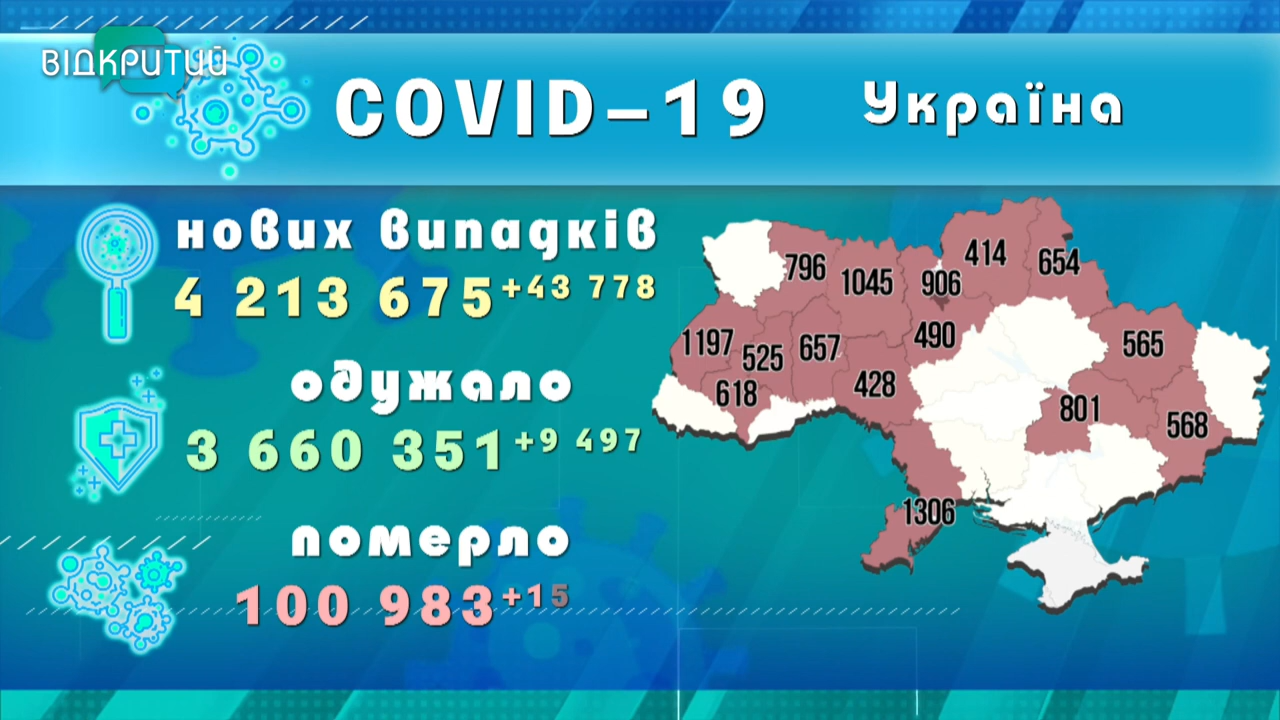 ВІДКРИТИЙ
COVID-19 Україна
нових випадків
4 213 675 +43 778
одужало
3 660 351 +9 497
померло
100 983 +15
414
654
796
1045
906
1197
525
657
490
565
618
428
801
568
1306